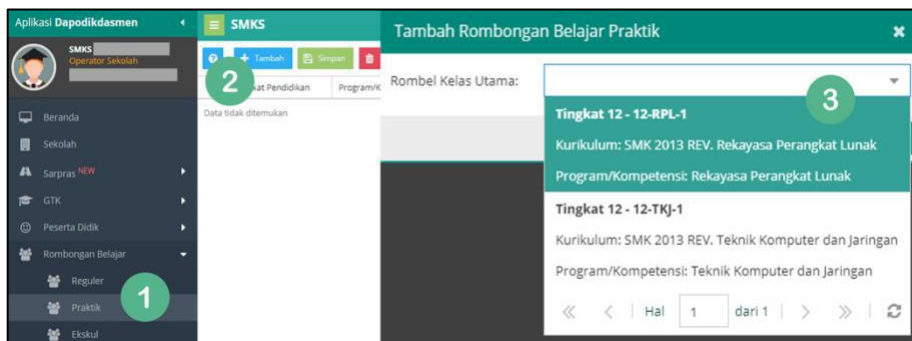 Aplikasi Dapodikdasmen
SMKS
Operator Sekolah
Beranda
Sekolah
Sarpras NEW
GTK
Peserta Didik
Rombongan Belajar
Reguler
Praktik
1
Ekskul
SMKS
Tambah
Simpan
2
Pendidikan
Data tidak ditemukan
Tambah Rombongan Belajar Praktik
Rombel Kelas Utama:
3
Tingkat 12 - 12-RPL-1
Kurikulum: SMK 2013 REV. Rekayasa Perangkat Lunak
Program/Kompetensi: Rekayasa Perangkat Lunak
Tingkat 12 - 12-TKJ-1
Kurikulum: SMK 2013 REV. Teknik Komputer dan Jaringan
Program/Kompetensi: Teknik Komputer dan Jaringan
Hal 1 dari 1